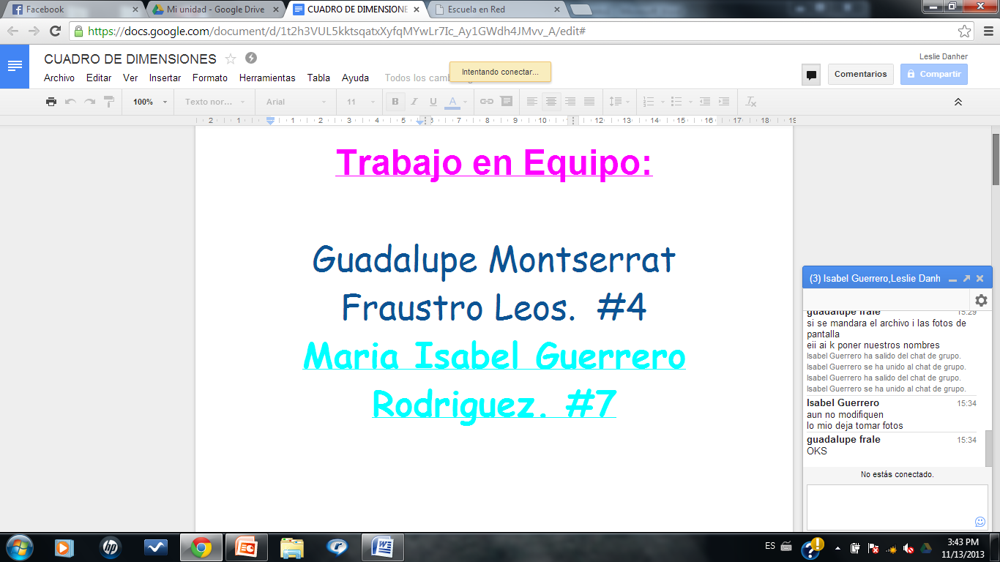 Facebook
Mi unidad - Google Drive
CUADRO DE DIMENSIONE
Escuela en Red
https://docs.google.com/document/d/1t2h3VUL5kktsqatxXyfqMYwLr7Ic_Ay1GWdh4JMvv_A/edit#
CUADRO DE DIMENSIONES
Leslie Danher
Intentando conectar...
Archivo Editar Ver Insertar Formato Herramientas Tabla Ayuda Todos los cam
Comentarios
Compartir
100% Texto nor... Arial 11 B I U A
2 1 1 2 3 4 5 6 7 8 9 10 12 13 14 15 16 17 18 19
Trabajo en Equipo:
Guadalupe Montserrat
Fraustro Leos. #4
Maria Isabel Guerrero
Rodriguez. #7
(3) Isabel Guerrero,Leslie Danh
guadalupe frale 15:29
si se mandara el archivo i las fotos de
pantalla
eii ai k poner nuestros nombres
Isabel Guerrero ha salido del chat de grupo.
Isabel Guerrero se ha unido al chat de grupo.
Isabel Guerrero ha salido del chat de grupo.
Isabel Guerrero se ha unido al chat de grupo.
Isabel Guerrero 15:34
aun no modifiquen
lo mio deja tomar fotos
guadalupe frale 15:34
OKS
No estás conectado.
ES
3:43 PM
11/13/2013